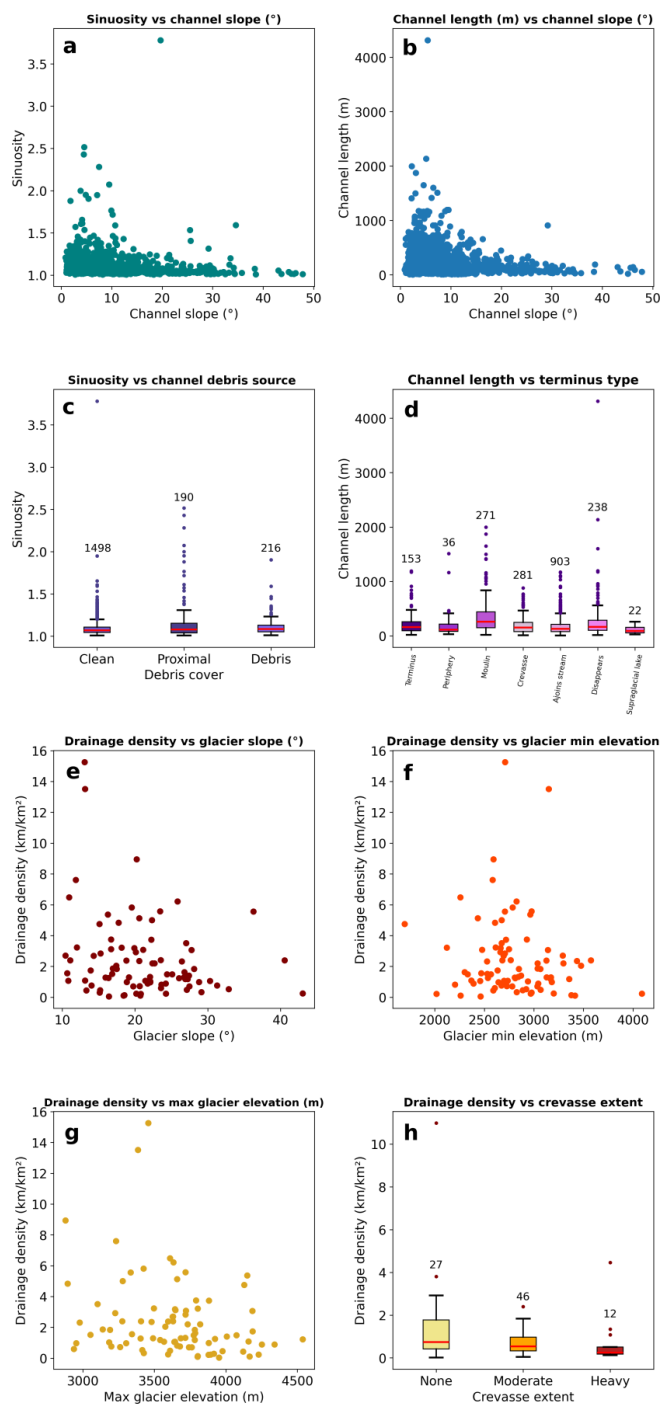 Sinuosity vs channel slope (°)
a
Sinuosity
3.5
3.0
2.5
2.0
1.5
1.0
0 10 20 30 40 50
Channel slope (°)
Channel length (m) vs channel slope (°)
b
Channel length (m)
4000
3000
2000
1000
0
0 10 20 30 40 50
Channel slope (°)
Sinuosity vs channel debris source
c
Sinuosity
3.5
3.0
2.5
2.0
1.5
1.0
1498
190
216
Clean Proximal Debris
Debris cover
Channel length vs terminus type
d
Channel length (m)
4000
3000
2000
1000
0
153
36
271
281
903
238
22
Terminus
Periphery
Moulin
Crevasse
Ajoins stream
Disappears
Supraglacial lake
Drainage density vs glacier slope (°)
e
Drainage density (km/km²)
16
14
12
10
8
6
4
2
0
10 20 30 40
Glacier slope (°)
Drainage density vs glacier min elevation
f
Drainage density (km/km²)
16
14
12
10
8
6
4
2
0
2000 2500 3000 3500 4000
Glacier min elevation (m)
Drainage density vs max glacier elevation (m)
g
Drainage density (km/km²)
16
14
12
10
8
6
4
2
0
3000 3500 4000 4500
Max glacier elevation (m)
Drainage density vs crevasse extent
h
Drainage density (km/km²)
10
8
6
4
2
0
27
46
12
None Moderate Heavy
Crevasse extent